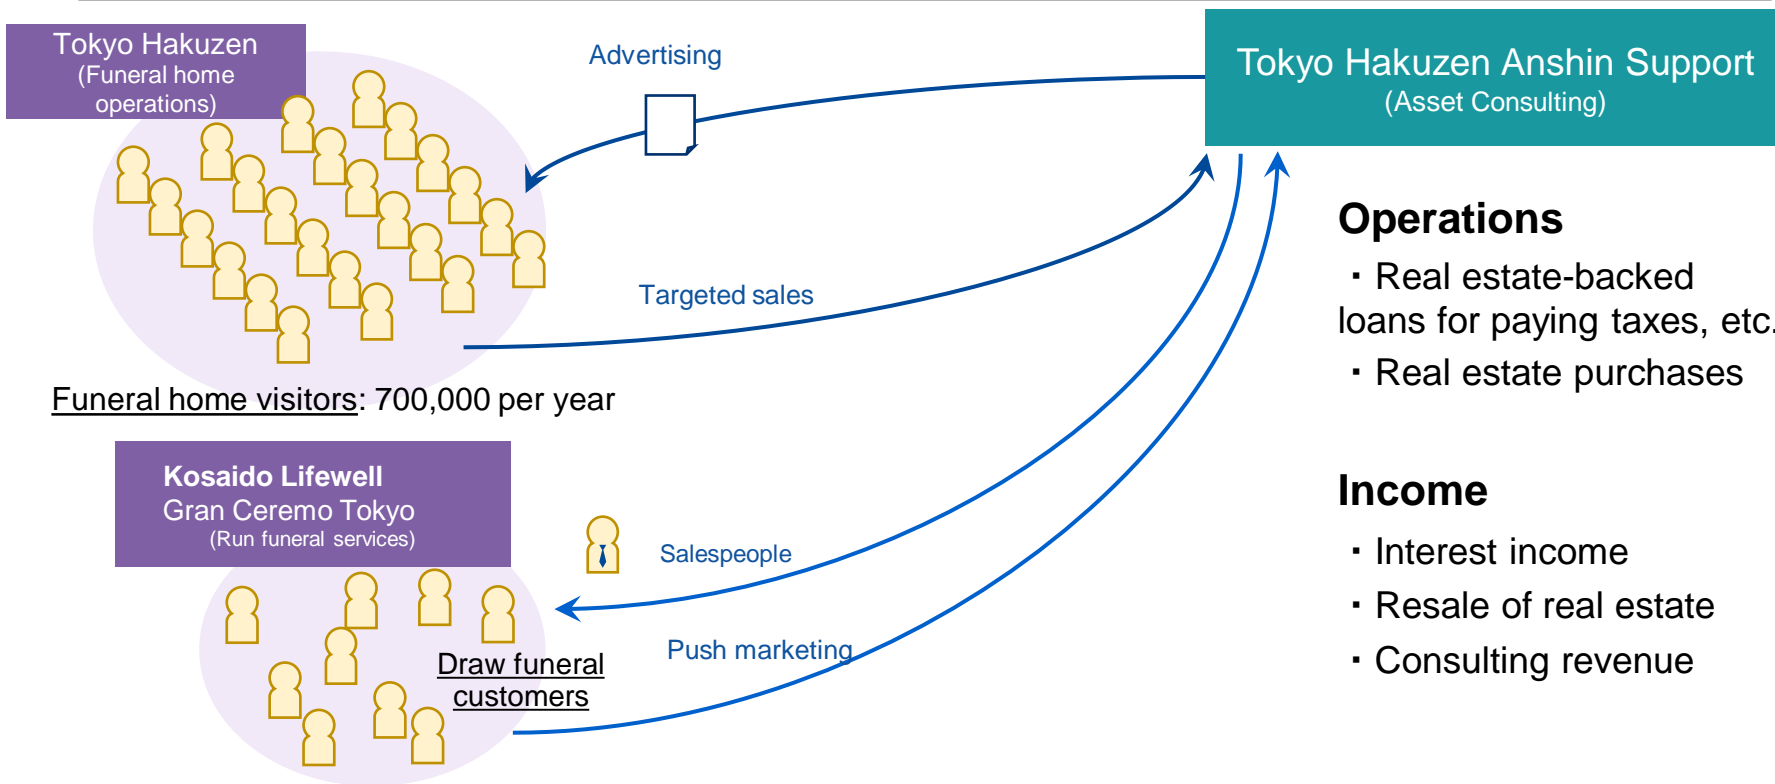 Tokyo Hakuzen
(Funeral home
operations)
Advertising
Tokyo Hakuzen Anshin Support
(Asset Consulting)
Targeted sales
Funeral home visitors: 700,000 per year
Operations
・Real estate-backed
loans for paying taxes, etc.
・Real estate purchases
Kosaido Lifewell
Gran Ceremo Tokyo
(Run funeral services)
Salespeople
Push marketing
Draw funeral
customers
Income
・Interest income
・Resale of real estate
・Consulting revenue